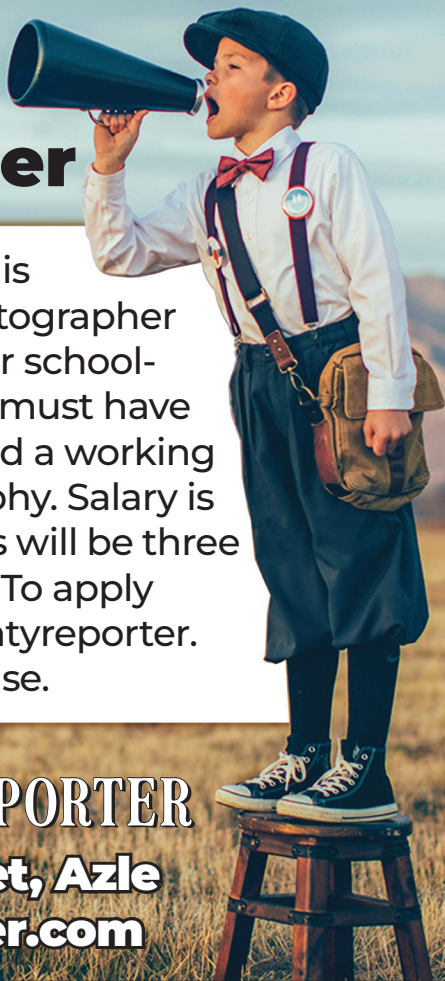 er
is
tographer
r school-
must have
d a working
phy. Salary is
s will be three
To apply
ntyreporter.
se.
PORTER
et, Azle
er.com